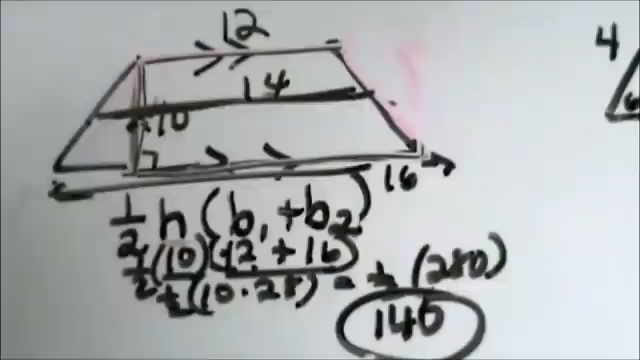 12
4
14
10
16
1/2 h (b₁ + b₂)
1/2 (10)(12 + 16)
1/2 (10 · 28) = 1/2 (280)
140